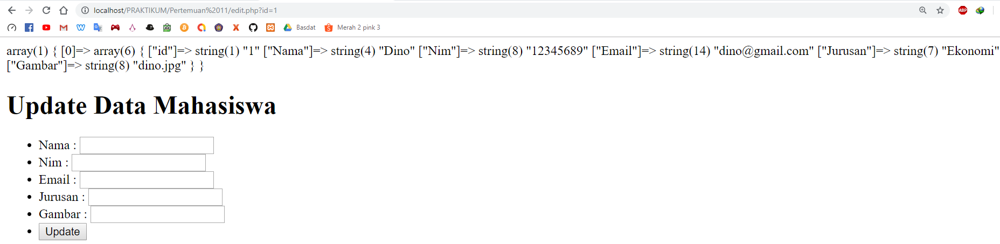 localhost/PRAKTIKUM/Pertemuan%2011/edit.php?id=1
ABP
Basdat
Merah 2 pink 3
array(1) { [0]=> array(6) { ["id"]=> string(1) "1" ["Nama"]=> string(4) "Dino" ["Nim"]=> string(8) "12345689" ["Email"]=> string(14) "dino@gmail.com" ["Jurusan"]=> string(7) "Ekonomi"
["Gambar"]=> string(8) "dino.jpg" } }
Update Data Mahasiswa
• Nama :
• Nim :
• Email :
• Jurusan :
• Gambar :
• Update